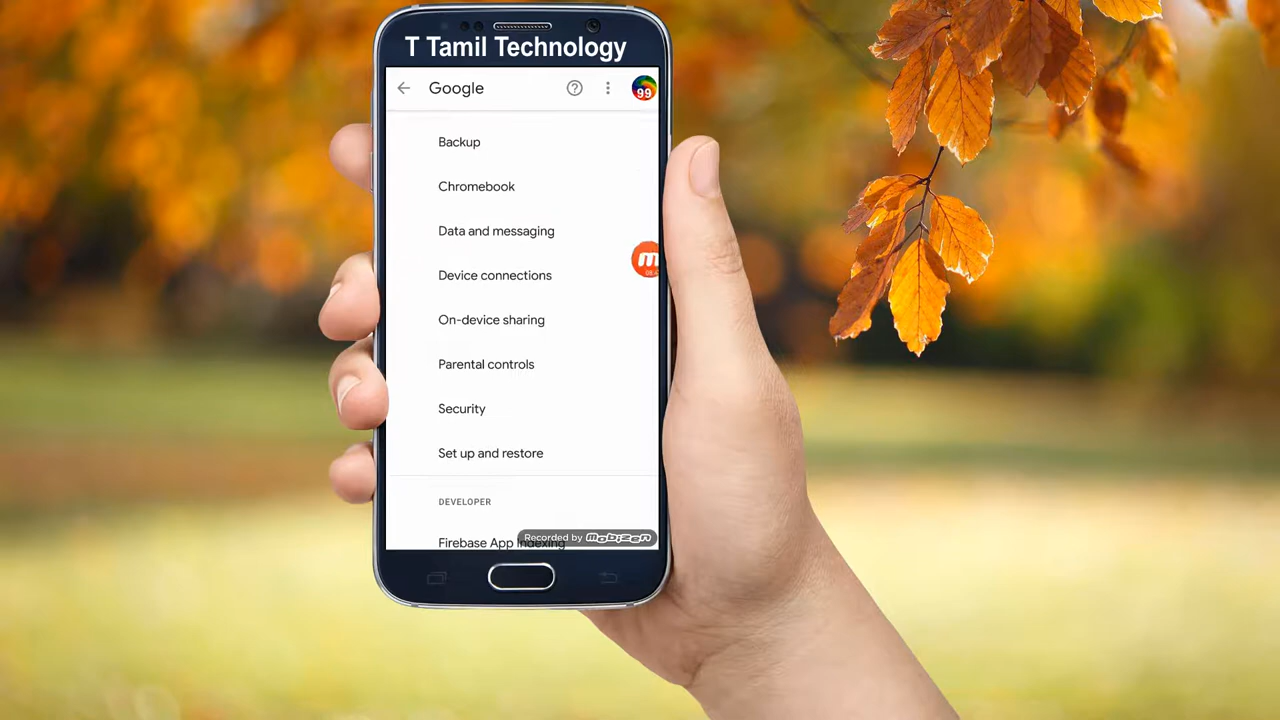 T Tamil Technology
Google
99
Backup
Chromebook
Data and messaging
Device connections
On-device sharing
Parental controls
Security
Set up and restore
DEVELOPER
Firebase App Indexing
Recorded by mobizen